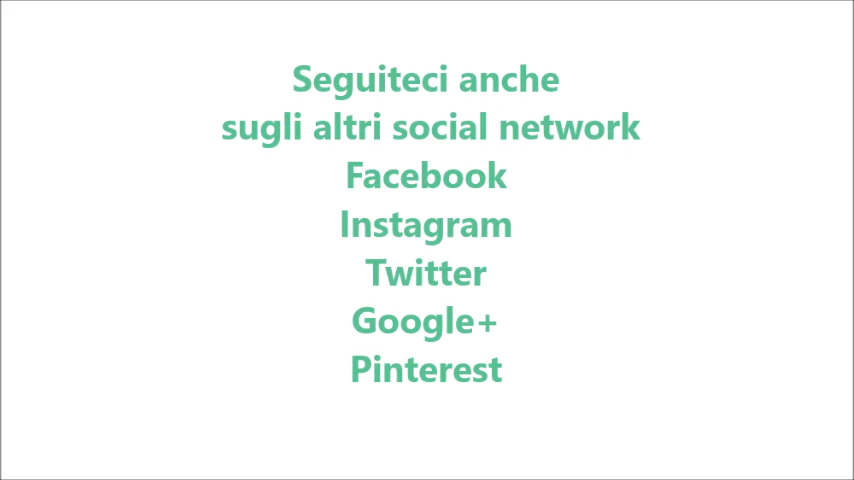 Seguiteci anche
sugli altri social network
Facebook
Instagram
Twitter
Google+
Pinterest